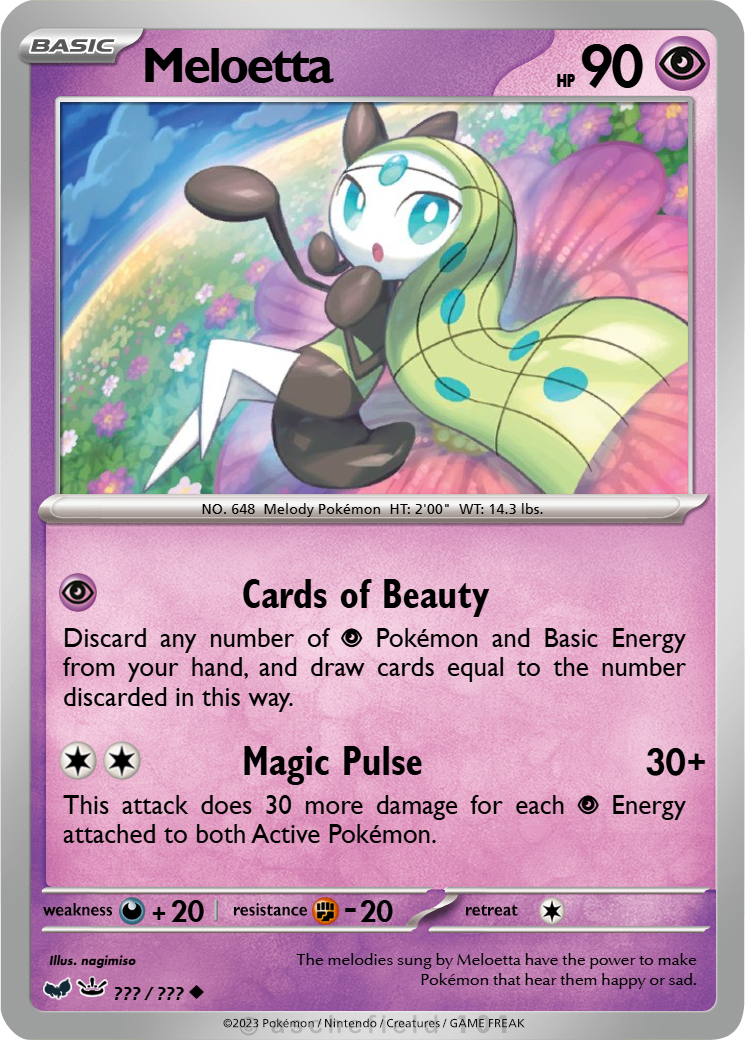 BASIC
Meloetta
HP 90
NO. 648 Melody Pokémon HT: 2'00" WT: 14.3 lbs.
Cards of Beauty
Discard any number of Pokémon and Basic Energy
from your hand, and draw cards equal to the number
discarded in this way.
Magic Pulse 30+
This attack does 30 more damage for each Energy
attached to both Active Pokémon.
weakness +20 resistance -20 retreat
Illus. nagimiso
The melodies sung by Meloetta have the power to make
Pokémon that hear them happy or sad.
??? / ???
©2023 Pokémon / Nintendo / Creatures / GAME FREAK